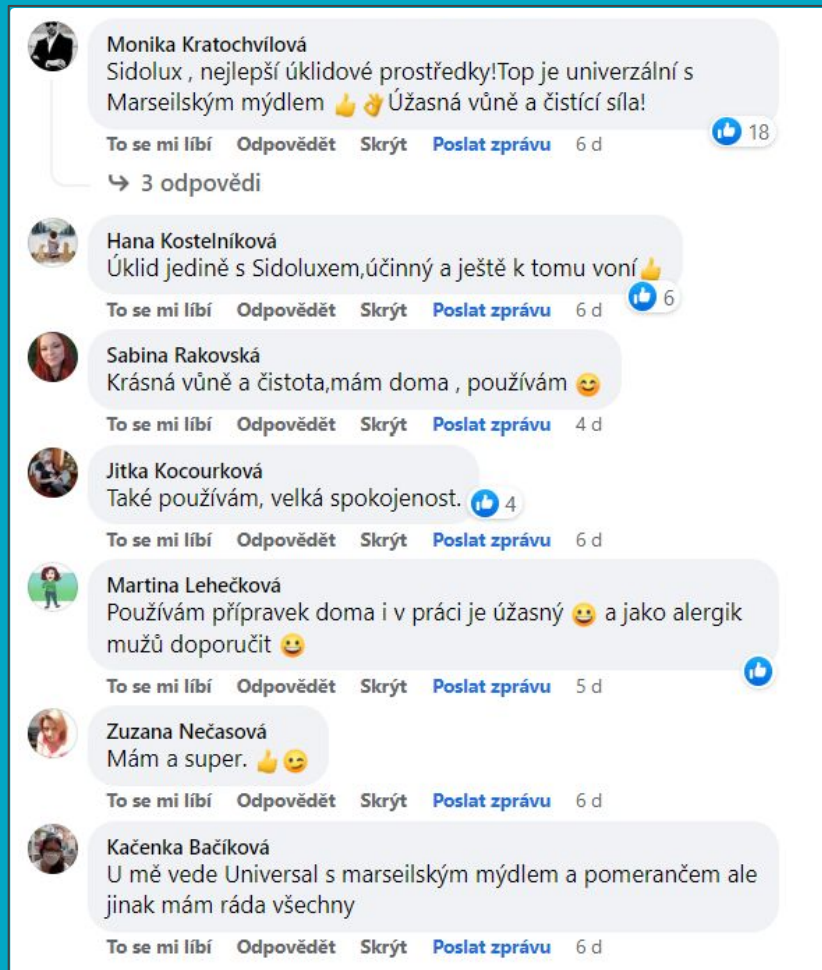 Monika Kratochvílová
Sidolux , nejlepší úklidové prostředky!Top je univerzální s
Marseilským mýdlem 👍👌Úžasná vůně a čistící síla!
18
To se mi líbí Odpovědět Skrýt Poslat zprávu 6 d
3 odpovědi
Hana Kostelníková
Úklid jedině s Sidoluxem,účinný a ještě k tomu voní👍
6
To se mi líbí Odpovědět Skrýt Poslat zprávu 6 d
Sabina Rakovská
Krásná vůně a čistota,mám doma , používám 😊
To se mi líbí Odpovědět Skrýt Poslat zprávu 4 d
Jitka Kocourková
Také používám, velká spokojenost. 4
To se mi líbí Odpovědět Skrýt Poslat zprávu 6 d
Martina Lehečková
Používám přípravek doma i v práci je úžasný 😀 a jako alergik
mužů doporučit 😀
To se mi líbí Odpovědět Skrýt Poslat zprávu 5 d
Zuzana Nečasová
Mám a super. 👍😉
To se mi líbí Odpovědět Skrýt Poslat zprávu 6 d
Kačenka Bačíková
U mě vede Universal s marseilským mýdlem a pomerančem ale
jinak mám ráda všechny
To se mi líbí Odpovědět Skrýt Poslat zprávu 6 d